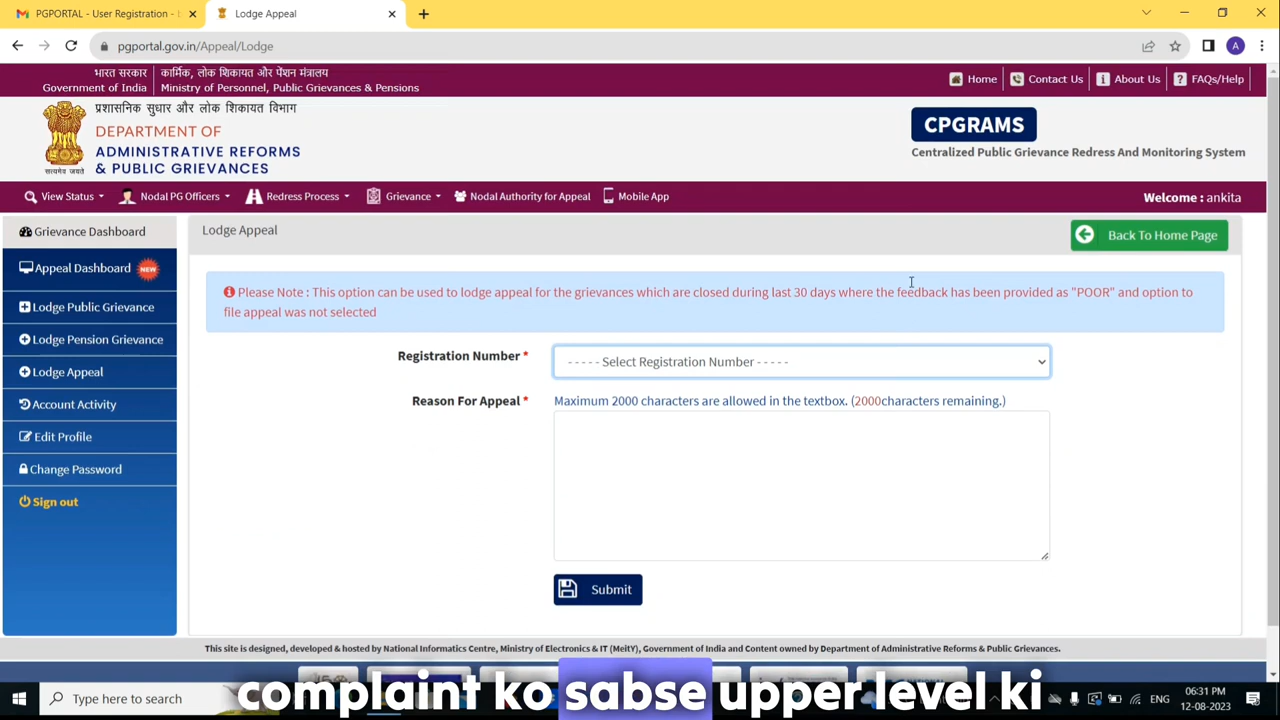 PGPORTAL - User Registration -
Lodge Appeal
pgportal.gov.in/Appeal/Lodge
A
भारत सरकार
Government of India
कार्मिक, लोक शिकायत और पेंशन मंत्रालय
Ministry of Personnel, Public Grievances & Pensions
Home
Contact Us
About Us
FAQs/Help
प्रशासनिक सुधार और लोक शिकायत विभाग
DEPARTMENT OF
ADMINISTRATIVE REFORMS
& PUBLIC GRIEVANCES
सत्यमेव जयते
CPGRAMS
Centralized Public Grievance Redress And Monitoring System
View Status
Nodal PG Officers
Redress Process
Grievance
Nodal Authority for Appeal
Mobile App
Welcome : ankita
Grievance Dashboard
Appeal Dashboard NEW
Lodge Public Grievance
Lodge Pension Grievance
Lodge Appeal
Account Activity
Edit Profile
Change Password
Sign out
Lodge Appeal
Back To Home Page
Please Note : This option can be used to lodge appeal for the grievances which are closed during last 30 days where the feedback has been provided as "POOR" and option to
file appeal was not selected
Registration Number *
- - - - - Select Registration Number - - - - -
Reason For Appeal *
Maximum 2000 characters are allowed in the textbox. (2000characters remaining.)
Submit
This site is designed, developed & hosted by National Informatics Centre, Ministry of Electronics & IT (MeitY), Government of India and Content owned by Department of Administrative Reforms & Public Grievances.
complaint ko sabse upper level ki
Type here to search
ENG
06:31 PM
12-08-2023